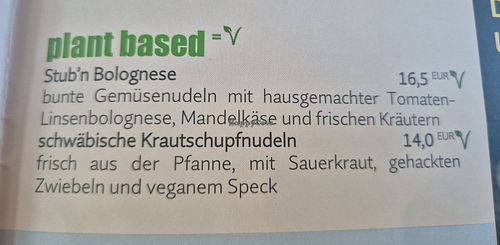 plant based = V
Stub'n Bolognese 16,5 EUR V
bunte Gemüsenudeln mit hausgemachter Tomaten-
Linsenbolognese, Mandelkäse und frischen Kräutern
schwäbische Krautschupfnudeln 14,0 EUR V
frisch aus der Pfanne, mit Sauerkraut, gehackten
Zwiebeln und veganem Speck